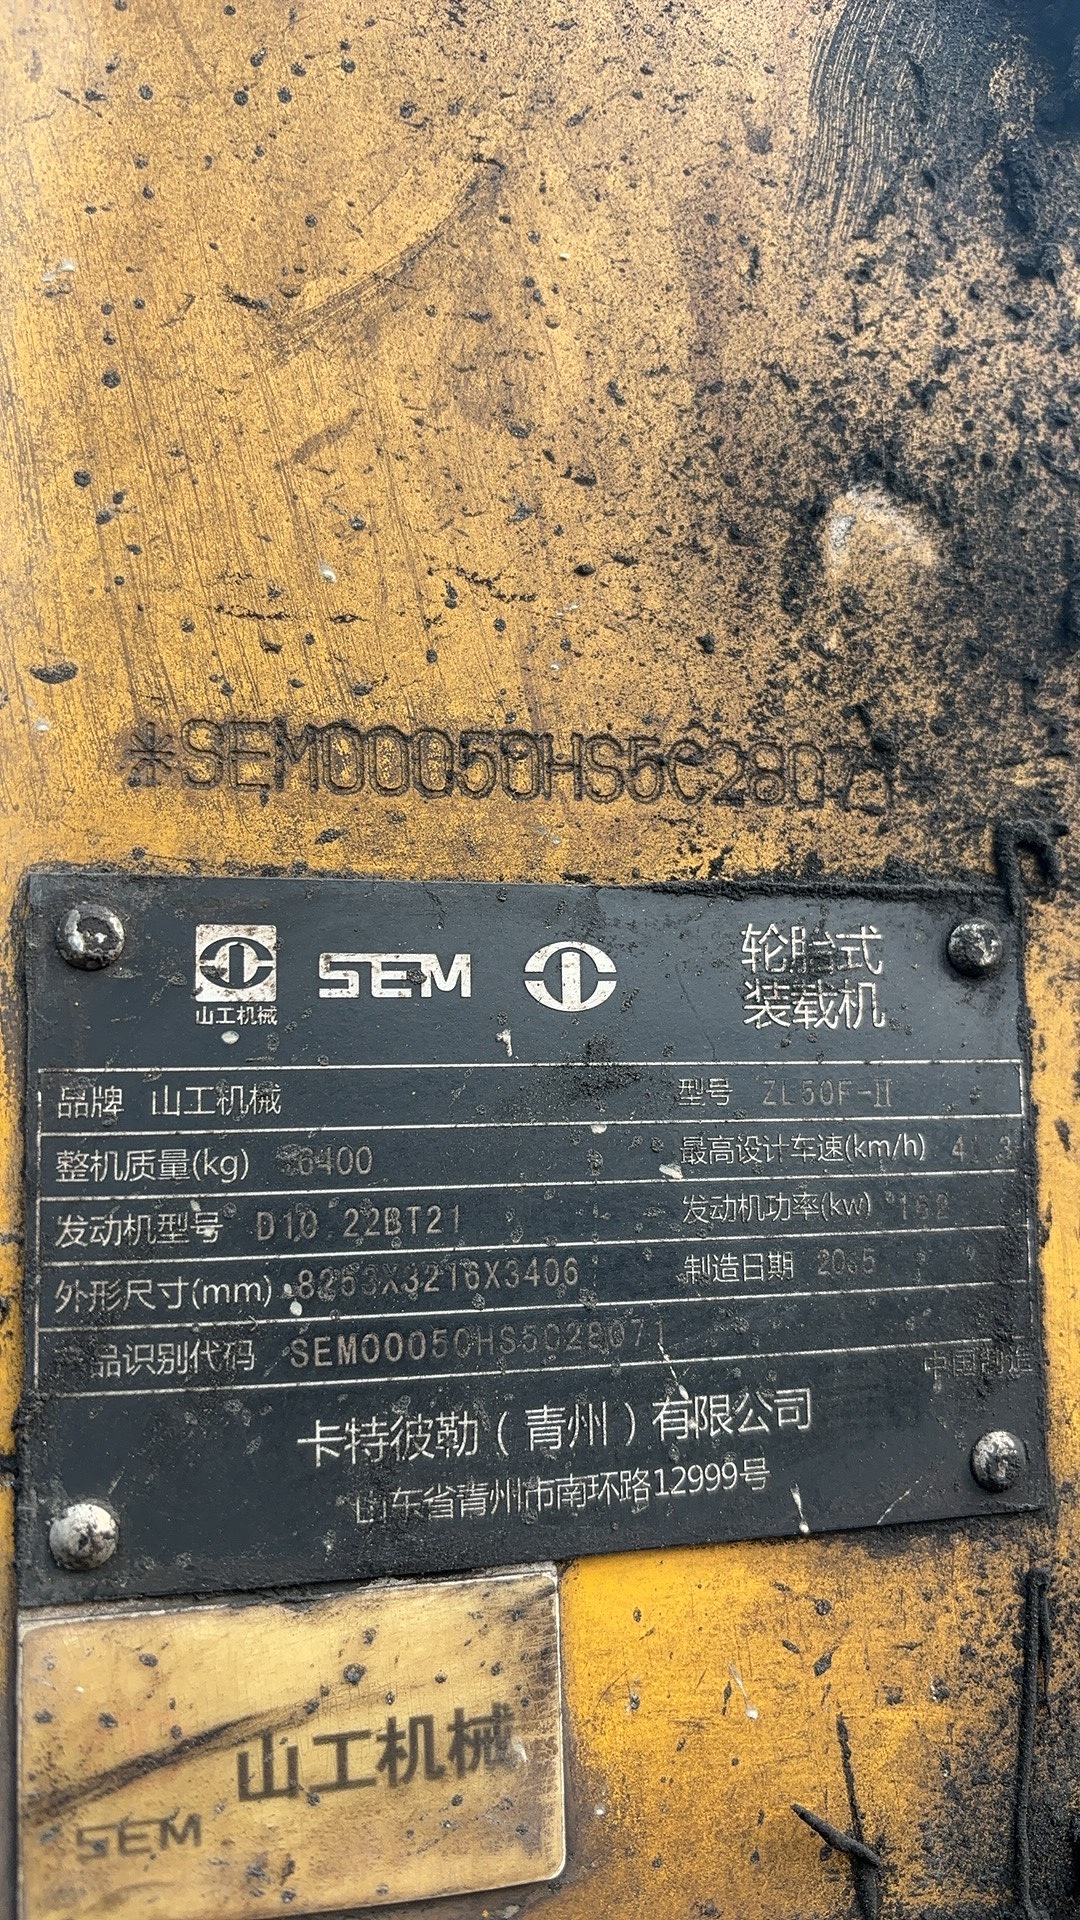 *SEM00050HS5C28071
山工机械 SEM
轮胎式
装载机
品牌 山工机械 型号 ZL50F-II
整机质量(kg) 最高设计车速(km/h)
发动机型号 D10.22BT21 发动机功率(kw) 162
外形尺寸(mm) 8253X3216X3406 制造日期
产品识别代码 SEM00050HS5C28071
中国制造
卡特彼勒（青州）有限公司
山东省青州市南环路12999号
山工机械
SEM